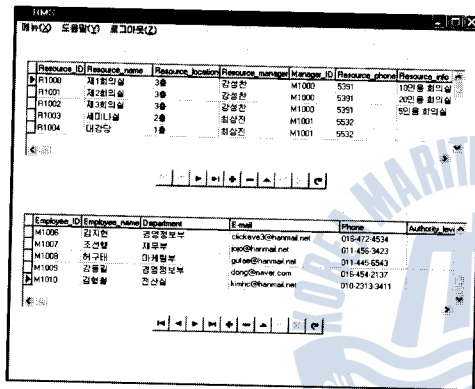 RMS
메뉴(X) 도움말(Y) 로그아웃(Z)
Resource_ID Resource_name Resource_location Resource_manager Manager_ID Resource_phone Resource_info
R1000 제1회의실 3층 강성찬 M1000 5391 10인용 회의실
R1001 제2회의실 3층 강성찬 M1000 5391 20인용 회의실
R1002 제3회의실 3층 강성찬 M1000 5391 5인용 회의실
R1003 세미나실 2층 최상진 M1001 5532
R1004 대강당 1층 최상진 M1001 5532
Employee_ID Employee_name Department E-mail Phone Authority_leve
M1006 김지현 경영정보부 clickeve3@hanmail.net 016-472-4534
M1007 조선행 재무부 jojo@hanmail.net 011-456-3423
M1008 허구태 마케팅부 gutae@hanmail.net 011-445-6543
M1009 강동길 경영정보부 dong@naver.com 016-454-2137
M1010 김형활 전산실 kimhc@hanmail.net 010-2313-3411
KOREA MARITI